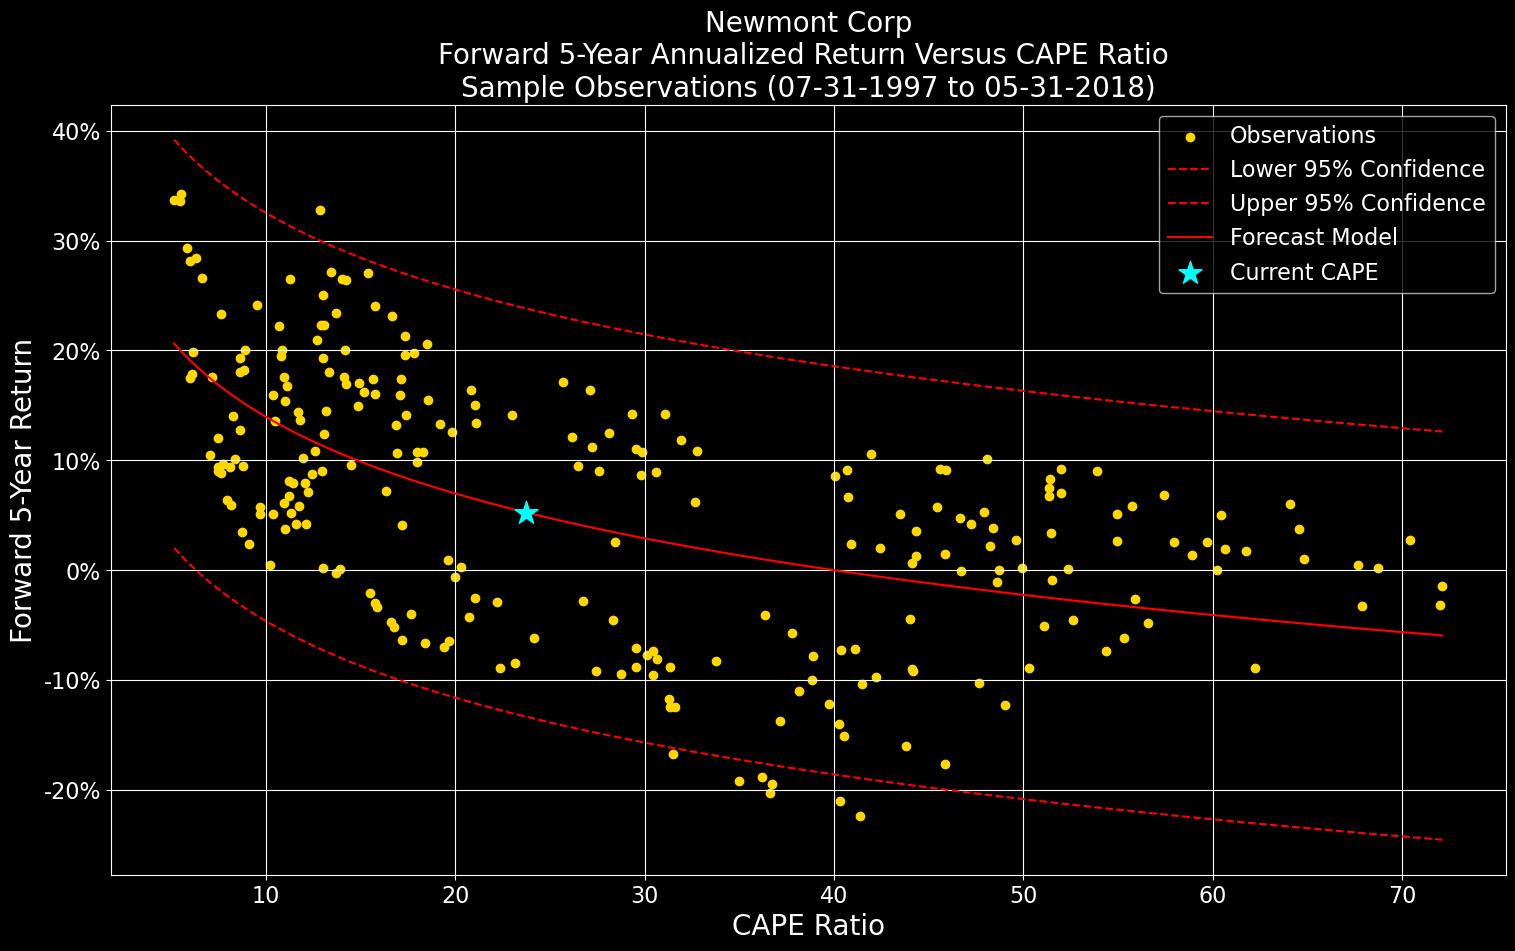 Newmont Corp
Forward 5-Year Annualized Return Versus CAPE Ratio
Sample Observations (07-31-1997 to 05-31-2018)
Observations
Lower 95% Confidence
Upper 95% Confidence
Forecast Model
Current CAPE
Forward 5-Year Return
40%
30%
20%
10%
0%
-10%
-20%
10
20
30
40
50
60
70
CAPE Ratio